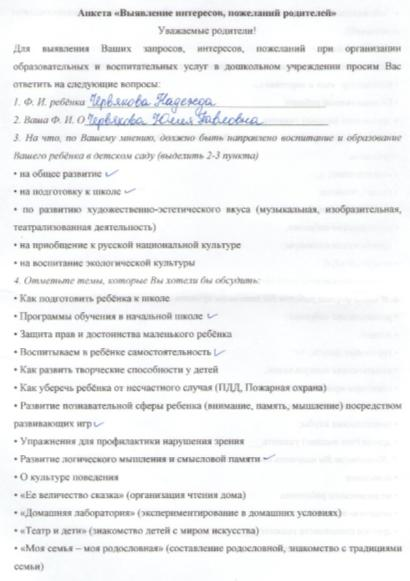 Анкета «Выявление интересов, пожеланий родителей»
Уважаемые родители!
Для выявления Ваших запросов, интересов, пожеланий при организации
образовательных и воспитательных услуг в дошкольном учреждении просим Вас
ответить на следующие вопросы:
1. Ф. И. ребёнка Червякова Надежда
2. Ваша Ф. И. О Червякова Юлия Павловна
3. На что, по Вашему мнению, должно быть направлено воспитание и образование
Вашего ребёнка в детском саду (выделить 2-3 пункта)
• на общее развитие ✓
• на подготовку к школе ✓
• по развитию художественно-эстетического вкуса (музыкальная, изобразительная,
театрализованная деятельность)
• на приобщение к русской национальной культуре
• на воспитание экологической культуры
4. Отметьте темы, которые Вы хотели бы обсудить:
• Как подготовить ребёнка к школе
• Программы обучения в начальной школе ✓
• Защита прав и достоинства маленького ребёнка
• Воспитываем в ребёнке самостоятельность ✓
• Как развить творческие способности у детей
• Как уберечь ребёнка от несчастного случая (ПДД, Пожарная охрана)
• Развитие познавательной сферы ребенка (внимание, память, мышление) посредством
развивающих игр ✓
• Упражнения для профилактики нарушения зрения
• Развитие логического мышления и смысловой памяти ✓
• О культуре поведения
• «Ее величество сказка» (организация чтения дома)
• «Домашняя лаборатория» (экспериментирование в домашних условиях)
• «Театр и дети» (знакомство детей с миром искусства)
• «Моя семья – моя родословная» (составление родословной, знакомство с традициями
семьи)